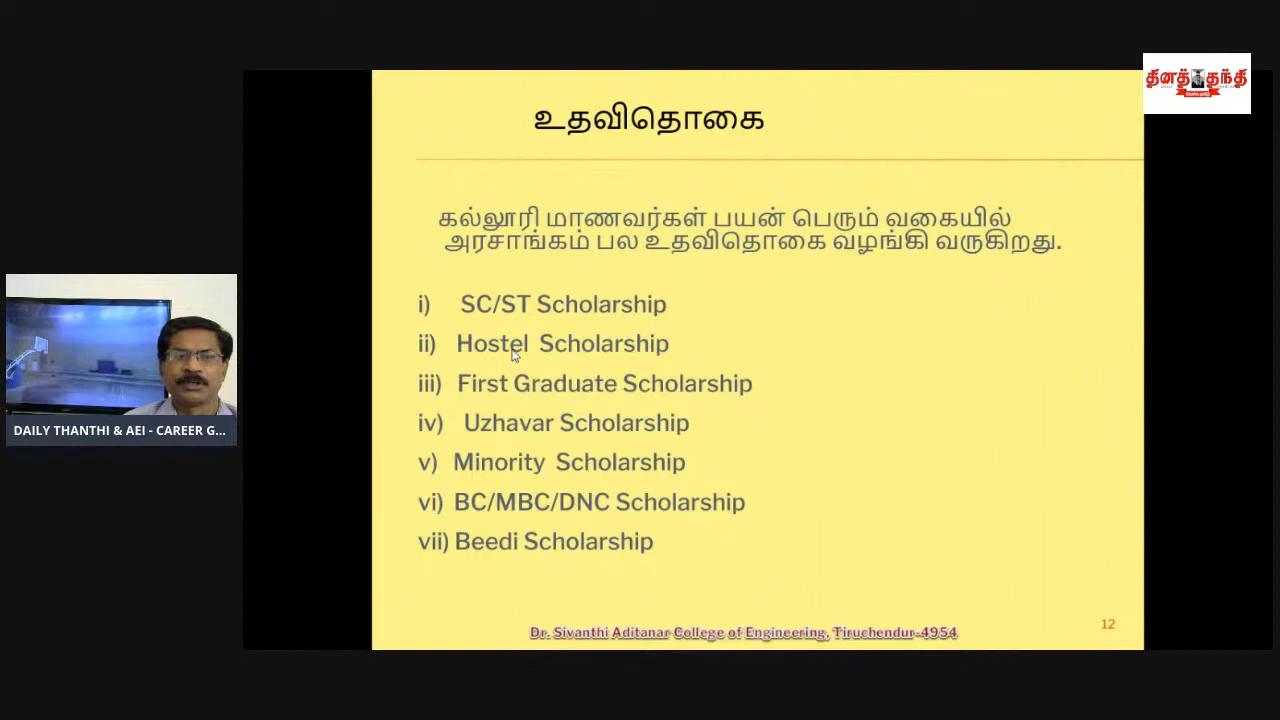 தினத்தந்தி
உதவிதொகை
கல்லூரி மாணவர்கள் பயன் பெரும் வகையில்
அரசாங்கம் பல உதவிதொகை வழங்கி வருகிறது.
i) SC/ST Scholarship
ii) Hostel Scholarship
iii) First Graduate Scholarship
iv) Uzhavar Scholarship
v) Minority Scholarship
vi) BC/MBC/DNC Scholarship
vii) Beedi Scholarship
DAILY THANTHI & AEI - CAREER G...
Dr. Sivanthi Aditanar College of Engineering, Tiruchendur-4954
12